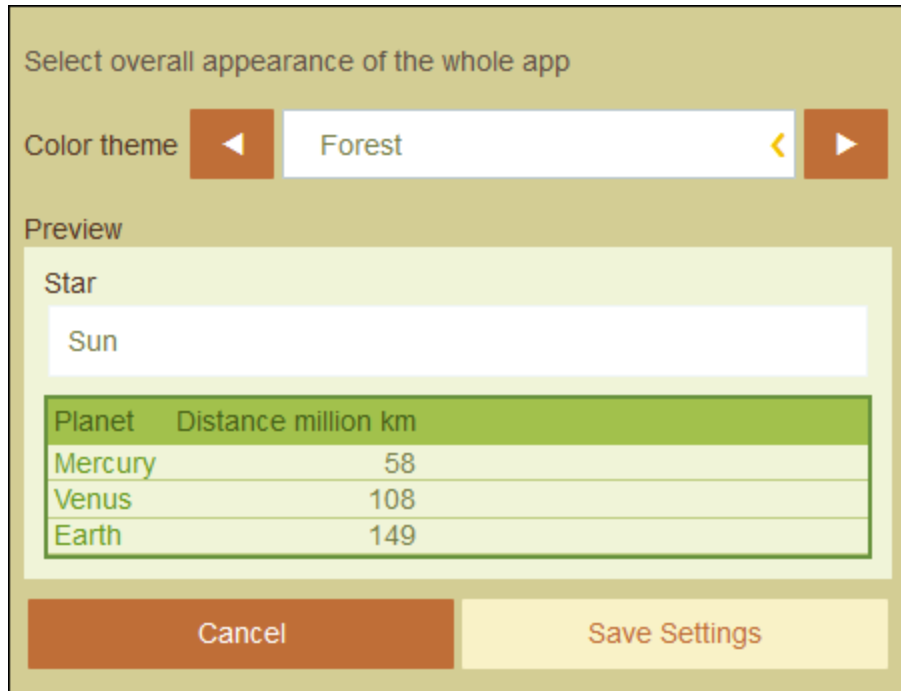 Select overall appearance of the whole app
Color theme Forest
Preview
Star
Sun
Planet Distance million km
Mercury 58
Venus 108
Earth 149
Cancel Save Settings